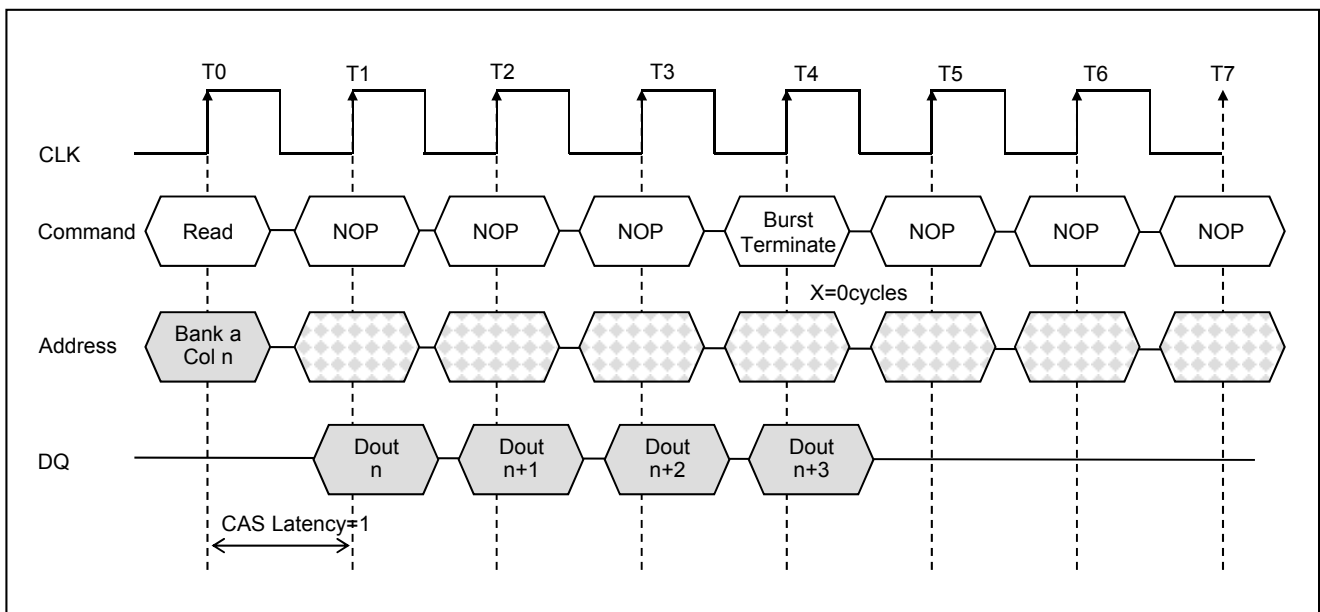 T0 T1 T2 T3 T4 T5 T6 T7
CLK
Command Read NOP NOP NOP Burst NOP NOP NOP
Terminate
X=0cycles
Address Bank a
Col n
DQ Dout Dout Dout Dout
n n+1 n+2 n+3
CAS Latency=1